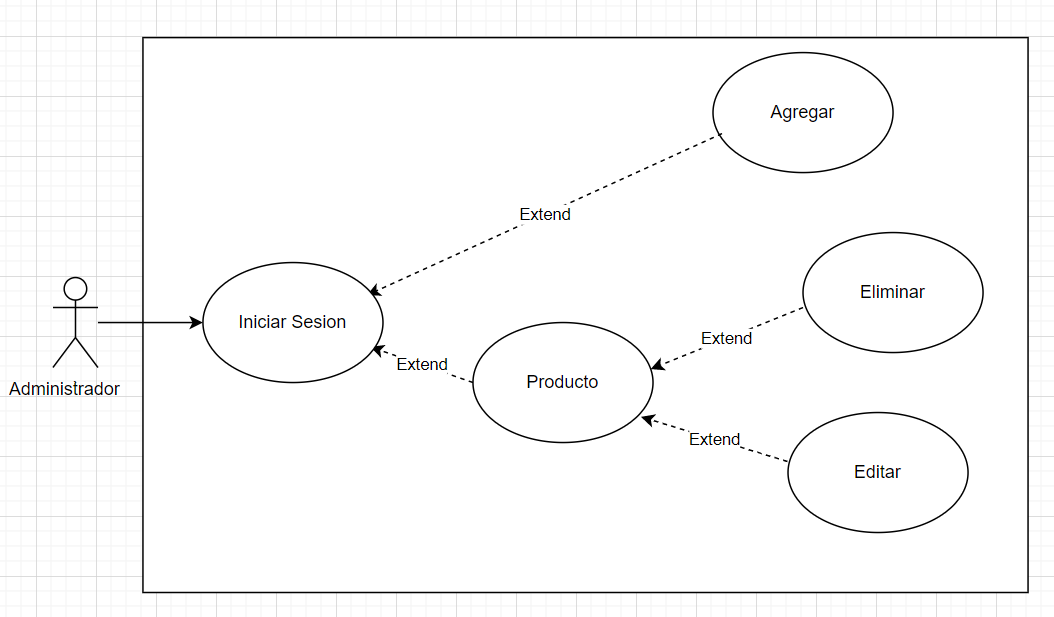 Agregar
Extend
Eliminar
Iniciar Sesion
Extend
Extend
Producto
Administrador
Extend
Editar